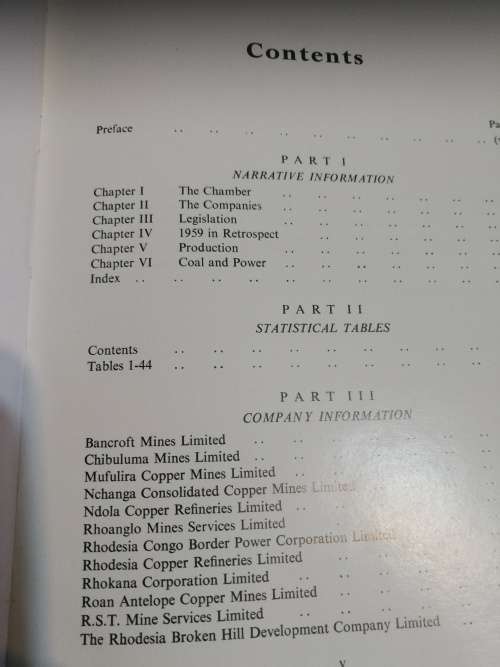 Contents
Pa
Preface .. .. .. .. .. .. .. .. .. (v
PART I
NARRATIVE INFORMATION
Chapter I The Chamber .. .. .. .. .. ..
Chapter II The Companies .. .. .. .. .. ..
Chapter III Legislation .. .. .. .. .. ..
Chapter IV 1959 in Retrospect .. .. .. .. ..
Chapter V Production .. .. .. .. .. ..
Chapter VI Coal and Power .. .. .. .. .. ..
Index .. .. .. .. .. .. .. .. .. ..
PART II
STATISTICAL TABLES
Contents .. .. .. .. .. .. .. ..
Tables 1-44 .. .. .. .. .. .. .. ..
PART III
COMPANY INFORMATION
Bancroft Mines Limited .. .. .. .. .. ..
Chibuluma Mines Limited .. .. .. .. .. ..
Mufulira Copper Mines Limited .. .. .. .. ..
Nchanga Consolidated Copper Mines Limited .. .. ..
Ndola Copper Refineries Limited .. .. .. .. ..
Rhoanglo Mines Services Limited
Rhodesia Congo Border Power Corporation Limited
Rhodesia Copper Refineries Limited .. .. .. ..
Rhokana Corporation Limited .. .. .. .. ..
Roan Antelope Copper Mines Limited .. .. .. ..
R.S.T. Mine Services Limited .. .. .. .. ..
The Rhodesia Broken Hill Development Company Limited ..
v